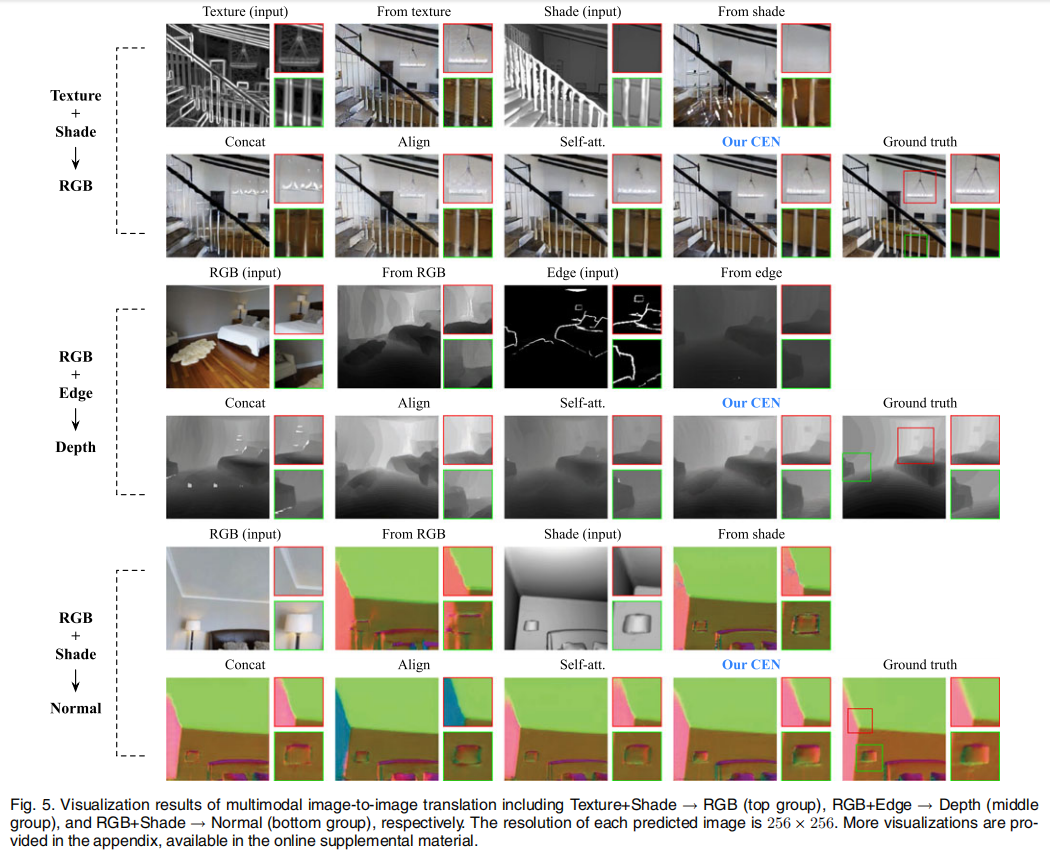 Texture (input) From texture Shade (input) From shade
Texture
+
Shade
RGB
Concat Align Self-att. Our CEN Ground truth
RGB (input) From RGB Edge (input) From edge
RGB
+
Edge
Depth
Concat Align Self-att. Our CEN Ground truth
RGB (input) From RGB Shade (input) From shade
RGB
+
Shade
Normal
Concat Align Self-att. Our CEN Ground truth
Fig. 5. Visualization results of multimodal image-to-image translation including Texture+Shade → RGB (top group), RGB+Edge → Depth (middle
group), and RGB+Shade → Normal (bottom group), respectively. The resolution of each predicted image is 256 × 256. More visualizations are pro-
vided in the appendix, available in the online supplemental material.